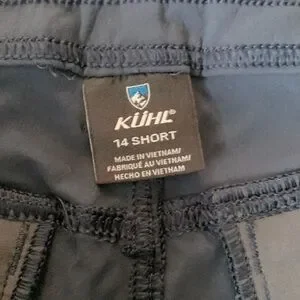 KÜHL®
14 SHORT
MADE IN VIETNAM/
FABRIQUÉ AU VIETNAM/
HECHO EN VIETNAM